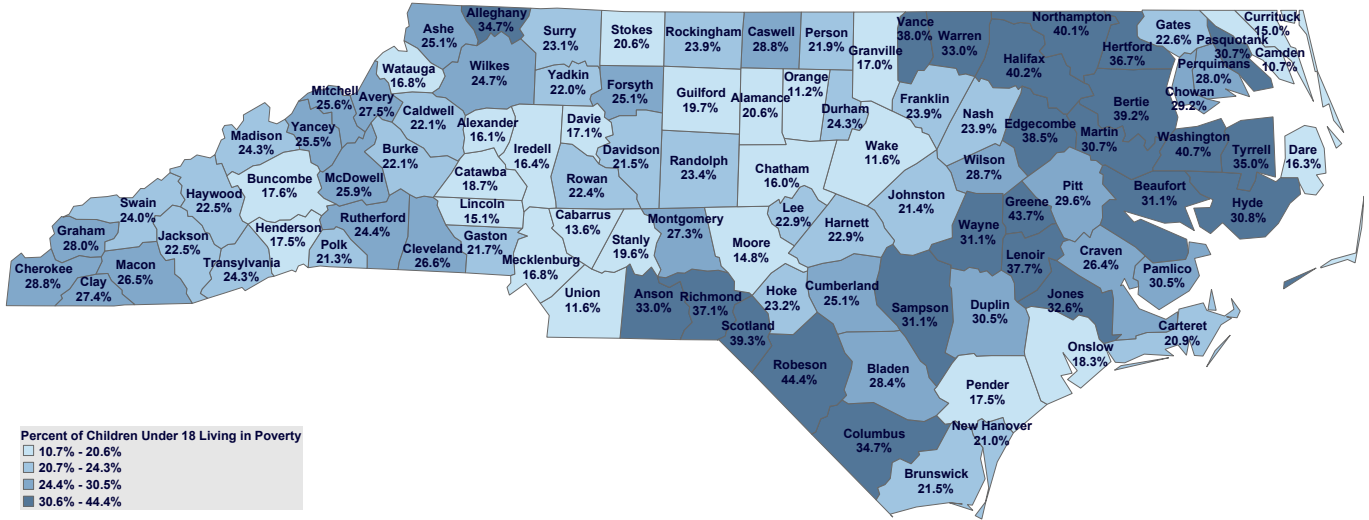 Alleghany
34.7%
Ashe
25.1%
Surry
23.1%
Stokes
20.6%
Rockingham
23.9%
Caswell
28.8%
Person
21.9%
Granville
17.0%
Vance
38.0%
Warren
33.0%
Northampton
40.1%
Hertford
36.7%
Gates
22.6%
Currituck
15.0%
Pasquotank
30.7%
Camden
10.7%
Perquimans
28.0%
Chowan
29.2%
Halifax
40.2%
Bertie
39.2%
Watauga
16.8%
Wilkes
24.7%
Yadkin
22.0%
Forsyth
25.1%
Guilford
19.7%
Alamance
20.6%
Orange
11.2%
Durham
24.3%
Franklin
23.9%
Nash
23.9%
Edgecombe
38.5%
Martin
30.7%
Washington
40.7%
Tyrrell
35.0%
Dare
16.3%
Mitchell
25.6%
Avery
27.5%
Caldwell
22.1%
Alexander
16.1%
Iredell
16.4%
Davie
17.1%
Davidson
21.5%
Randolph
23.4%
Chatham
16.0%
Wake
11.6%
Wilson
28.7%
Pitt
29.6%
Beaufort
31.1%
Hyde
30.8%
Madison
24.3%
Yancey
25.5%
Burke
22.1%
McDowell
25.9%
Catawba
18.7%
Rowan
22.4%
Buncombe
17.6%
Haywood
22.5%
Swain
24.0%
Graham
28.0%
Jackson
22.5%
Henderson
17.5%
Polk
21.3%
Rutherford
24.4%
Cleveland
26.6%
Lincoln
15.1%
Gaston
21.7%
Cabarrus
13.6%
Stanly
19.6%
Montgomery
27.3%
Moore
14.8%
Lee
22.9%
Harnett
22.9%
Johnston
21.4%
Wayne
31.1%
Greene
43.7%
Lenoir
37.7%
Craven
26.4%
Pamlico
30.5%
Cherokee
28.8%
Clay
27.4%
Macon
26.5%
Transylvania
24.3%
Mecklenburg
16.8%
Union
11.6%
Anson
33.0%
Richmond
37.1%
Scotland
39.3%
Hoke
23.2%
Cumberland
25.1%
Sampson
31.1%
Duplin
30.5%
Jones
32.6%
Carteret
20.9%
Onslow
18.3%
Robeson
44.4%
Bladen
28.4%
Pender
17.5%
Columbus
34.7%
New Hanover
21.0%
Brunswick
21.5%
Percent of Children Under 18 Living in Poverty
10.7% - 20.6%
20.7% - 24.3%
24.4% - 30.5%
30.6% - 44.4%